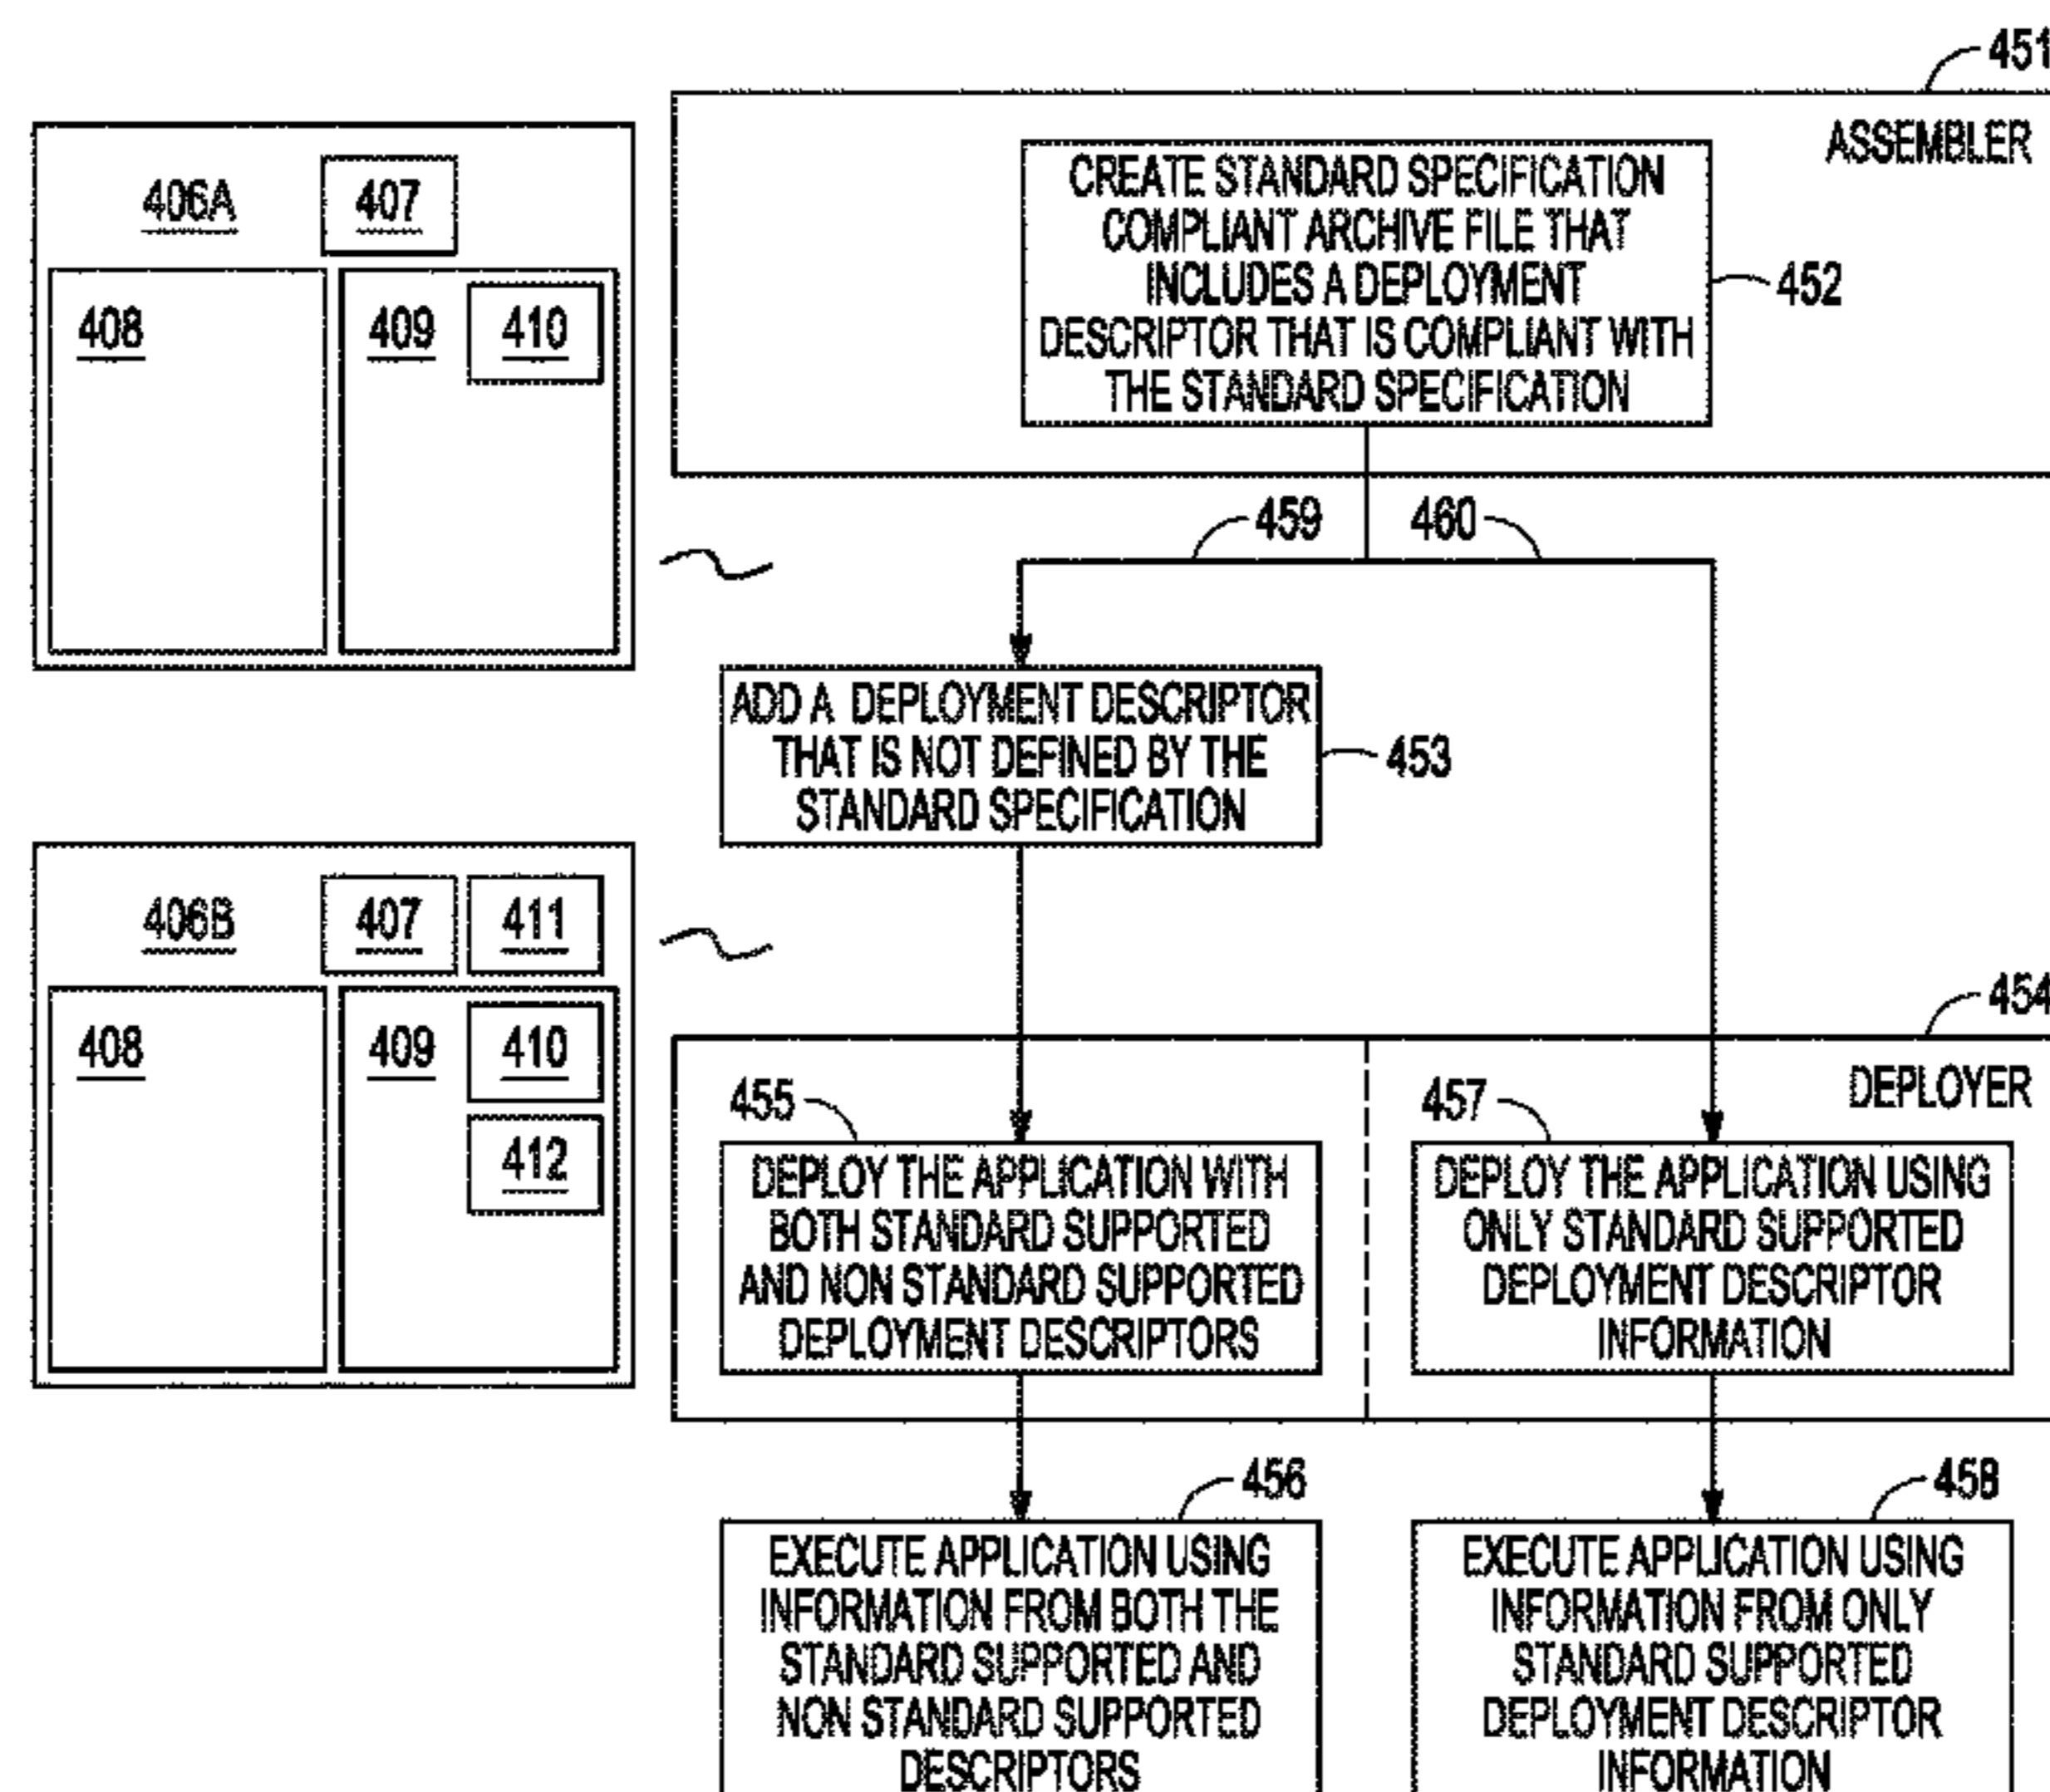 451
ASSEMBLER
406A
407
408
409
410
CREATE STANDARD SPECIFICATION
COMPLIANT ARCHIVE FILE THAT
INCLUDES A DEPLOYMENT
DESCRIPTOR THAT IS COMPLIANT WITH
THE STANDARD SPECIFICATION
452
459
460
ADD A DEPLOYMENT DESCRIPTOR
THAT IS NOT DEFINED BY THE
STANDARD SPECIFICATION
453
406B
407
411
408
409
410
412
454
DEPLOYER
455
DEPLOY THE APPLICATION WITH
BOTH STANDARD SUPPORTED
AND NON STANDARD SUPPORTED
DEPLOYMENT DESCRIPTORS
457
DEPLOY THE APPLICATION USING
ONLY STANDARD SUPPORTED
DEPLOYMENT DESCRIPTOR
INFORMATION
456
EXECUTE APPLICATION USING
INFORMATION FROM BOTH THE
STANDARD SUPPORTED AND
NON STANDARD SUPPORTED
DESCRIPTORS
458
EXECUTE APPLICATION USING
INFORMATION FROM ONLY
STANDARD SUPPORTED
DEPLOYMENT DESCRIPTOR
INFORMATION